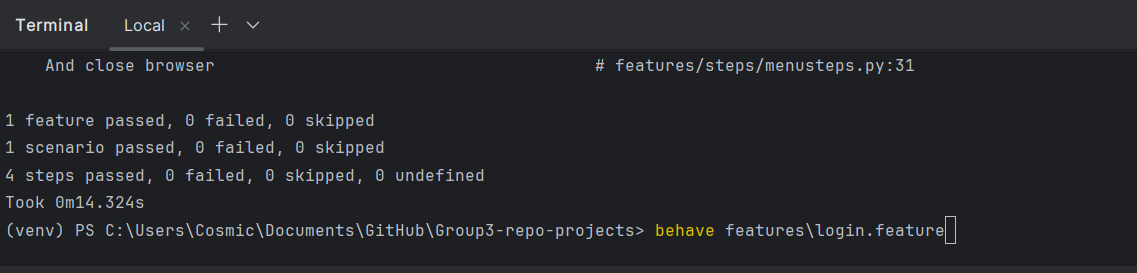 Terminal Local × + ⌄
And close browser # features/steps/menusteps.py:31
1 feature passed, 0 failed, 0 skipped
1 scenario passed, 0 failed, 0 skipped
4 steps passed, 0 failed, 0 skipped, 0 undefined
Took 0m14.324s
(venv) PS C:\Users\Cosmic\Documents\GitHub\Group3-repo-projects> behave features\login.feature